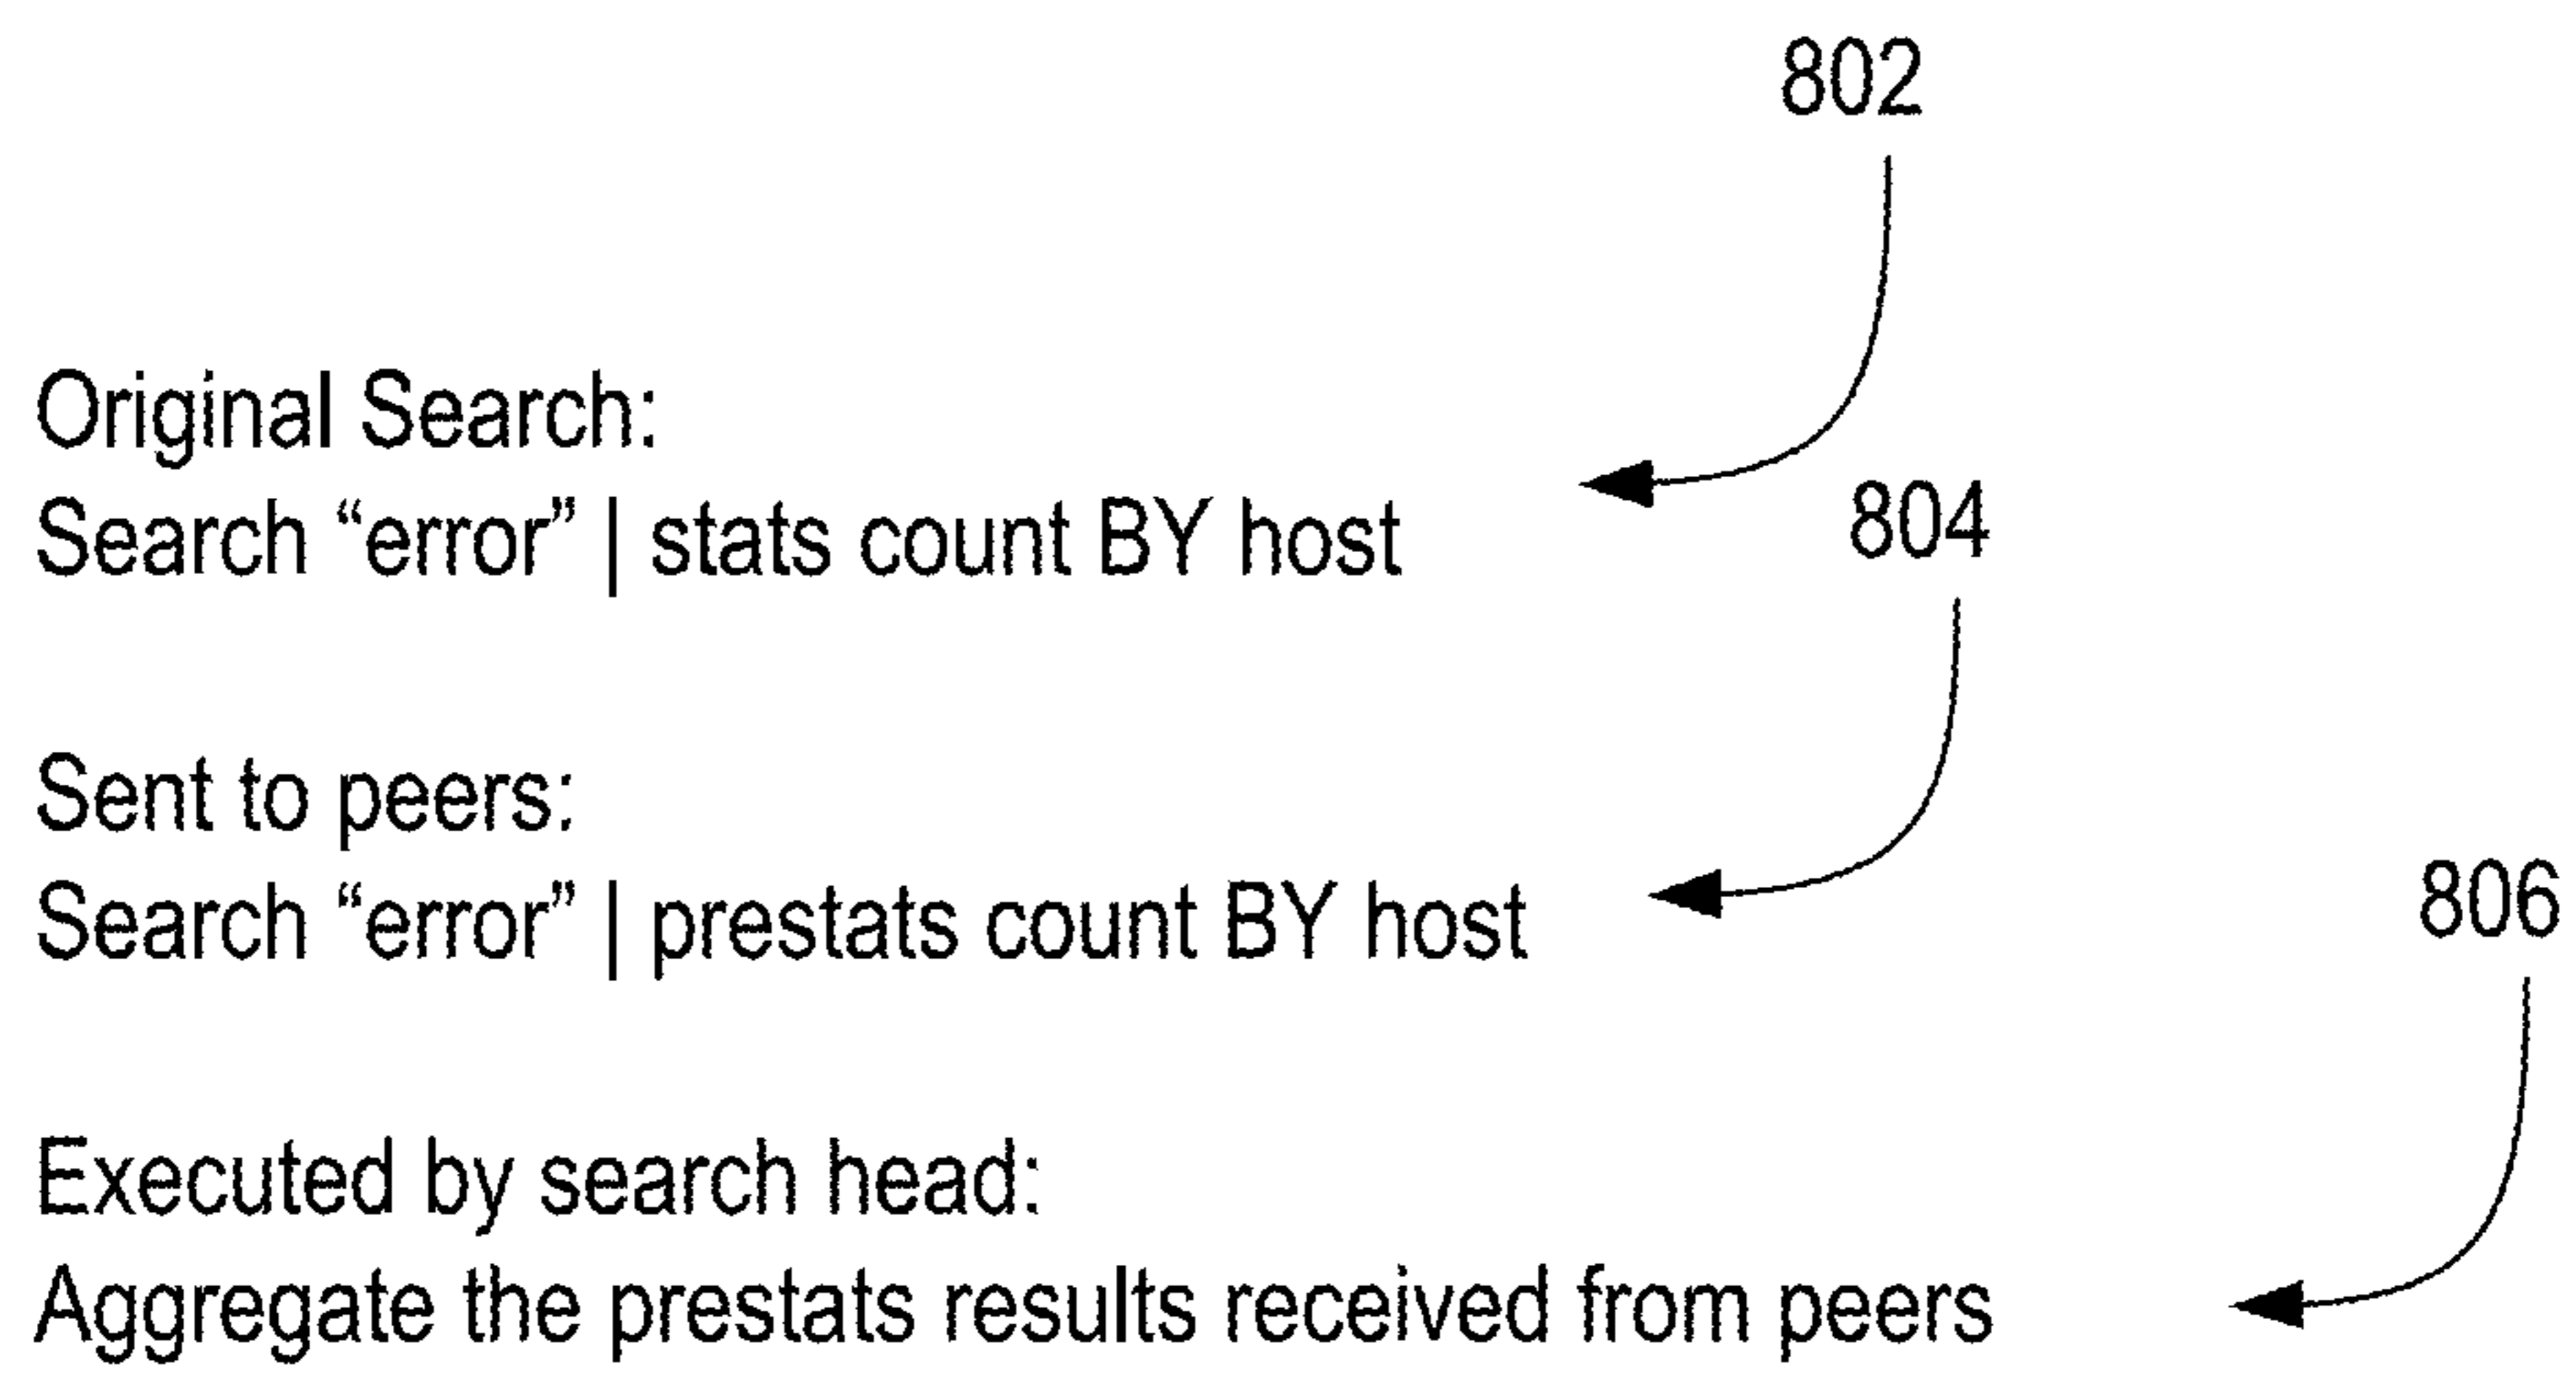 802
Original Search:
Search “error” | stats count BY host
804
Sent to peers:
Search “error” | prestats count BY host
806
Executed by search head:
Aggregate the prestats results received from peers